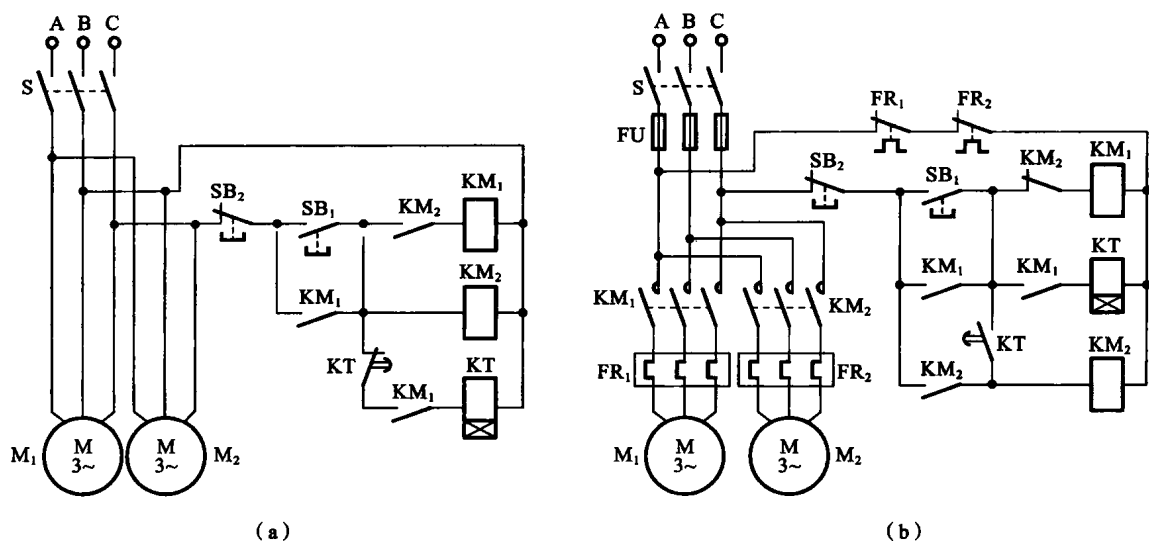 A B C
S
SB₂
SB₁
KM₂
KM₁
KM₂
KM₁
KT
KM₁
KT
M
3~
M
3~
M₁
M₂
(a)
A B C
S
FU
FR₁
FR₂
SB₂
SB₁
KM₂
KM₁
KM₁
KM₁
KT
KM₁
KM₂
KT
KM₂
KM₂
FR₁
FR₂
M
3~
M
3~
M₁
M₂
(b)